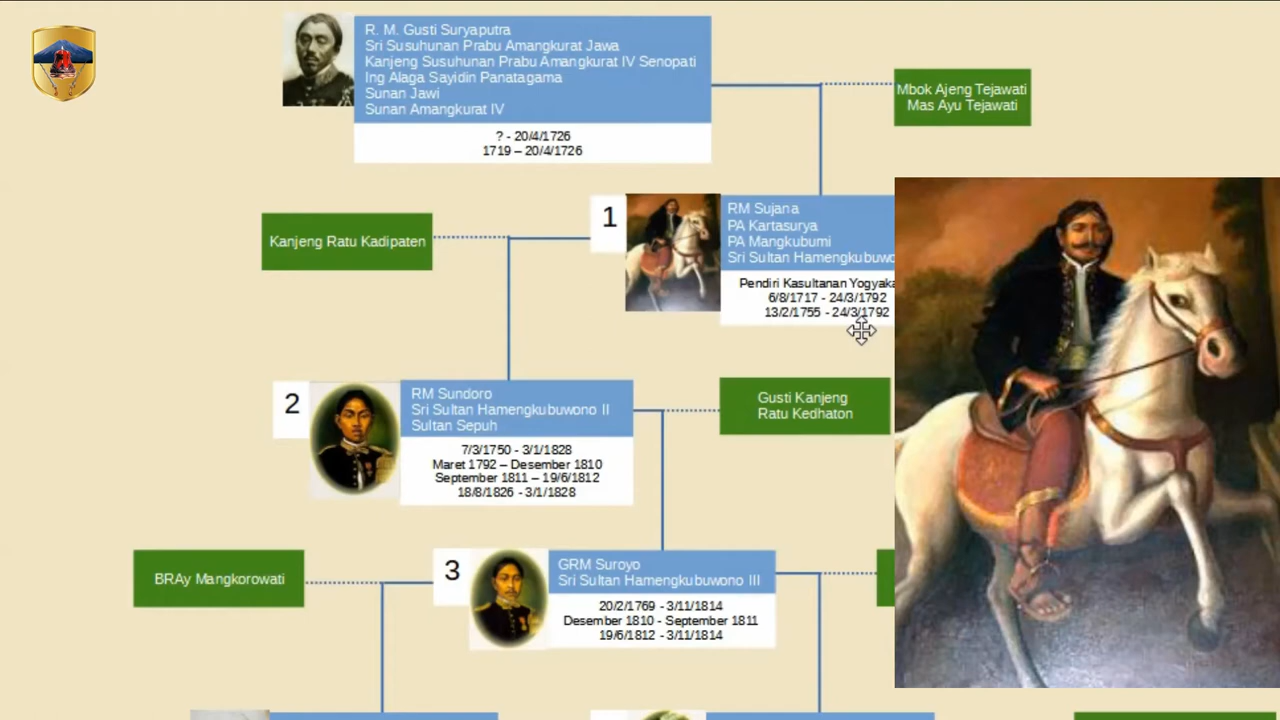 R. M. Gusti Suryaputra
Sri Susuhunan Prabu Amangkurat Jawa
Kanjeng Susuhunan Prabu Amangkurat IV Senopati
Ing Alaga Sayidin Panatagama
Sunan Jawi
Sunan Amangkurat IV
? - 20/4/1726
1719 – 20/4/1726
Mbok Ajeng Tejawati
Mas Ayu Tejawati
Kanjeng Ratu Kadipaten
1
RM Sujana
PA Kartasurya
PA Mangkubumi
Sri Sultan Hamengkubuwo
Pendiri Kasultanan Yogyaka
6/8/1717 - 24/3/1792
13/2/1755 - 24/3/1792
2
RM Sundoro
Sri Sultan Hamengkubuwono II
Sultan Sepuh
7/3/1750 - 3/1/1828
Maret 1792 – Desember 1810
September 1811 – 19/6/1812
18/8/1826 - 3/1/1828
Gusti Kanjeng
Ratu Kedhaton
BRAy Mangkorowati
3
GRM Suroyo
Sri Sultan Hamengkubuwono III
20/2/1769 - 3/11/1814
Desember 1810 - September 1811
19/6/1812 - 3/11/1814